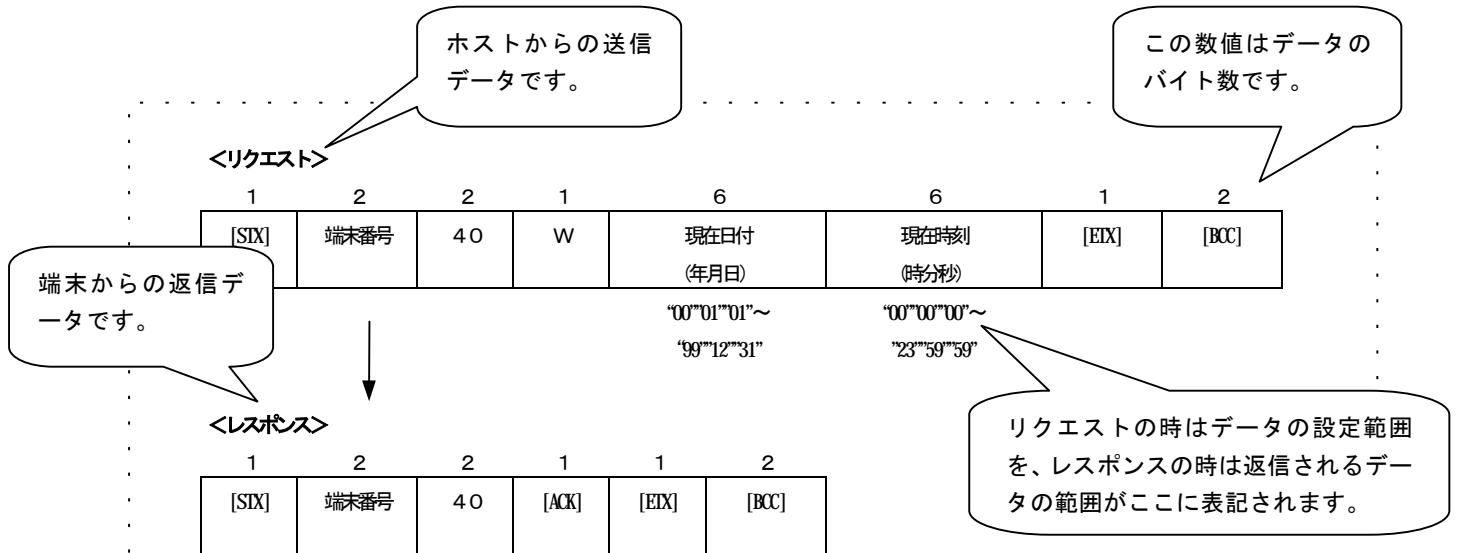 ホストからの送信
データです。
この数値はデータの
バイト数です。
<リクエスト>
1 2 2 1 6 6 1 2
[STX] 端末番号 40 W 現在日付 現在時刻 [ETX] [BCC]
(年月日) (時分秒)
端末からの返信デ
ータです。
“00””01””01”~ “00””00””00”~
“99””12””31” ”23””59””59”
<レスポンス>
リクエストの時はデータの設定範囲
を、レスポンスの時は返信されるデー
タの範囲がここに表記されます。
1 2 2 1 1 2
[STX] 端末番号 40 [ACK] [ETX] [BCC]